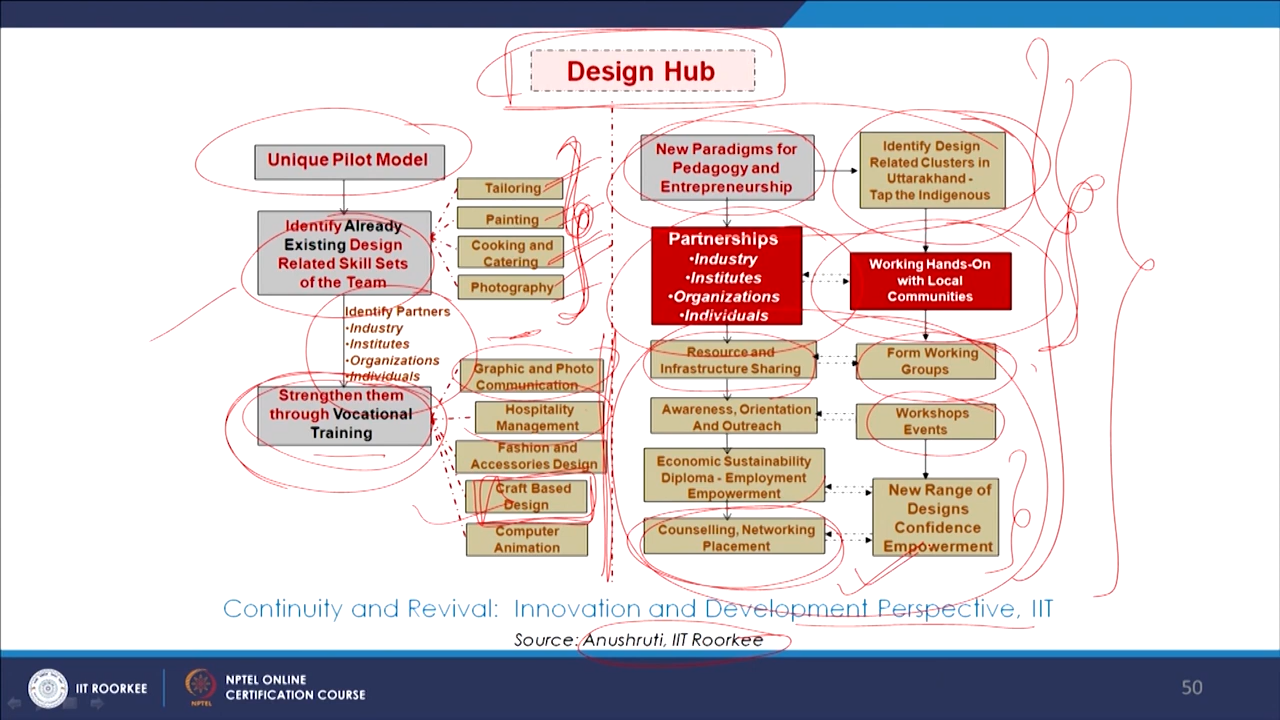 Design Hub
Unique Pilot Model
Identify Already
Existing Design
Related Skill Sets
of the Team
Tailoring
Painting
Cooking and
Catering
Photography
Identify Partners
•Industry
•Institutes
•Organizations
•Individuals
Strengthen them
through Vocational
Training
Graphic and Photo
Communication
Hospitality
Management
Fashion and
Accessories Design
Craft Based
Design
Computer
Animation
New Paradigms for
Pedagogy and
Entrepreneurship
Identify Design
Related Clusters in
Uttarakhand -
Tap the Indigenous
Partnerships
•Industry
•Institutes
•Organizations
•Individuals
Working Hands-On
with Local
Communities
Resource and
Infrastructure Sharing
Form Working
Groups
Awareness, Orientation
And Outreach
Workshops
Events
Economic Sustainability
Diploma - Employment
Empowerment
New Range of
Designs
Confidence
Empowerment
Counselling, Networking
Placement
Continuity and Revival: Innovation and Development Perspective, IIT
Source: Anushruti, IIT Roorkee
IIT ROORKEE
NPTEL
NPTEL ONLINE
CERTIFICATION COURSE
50